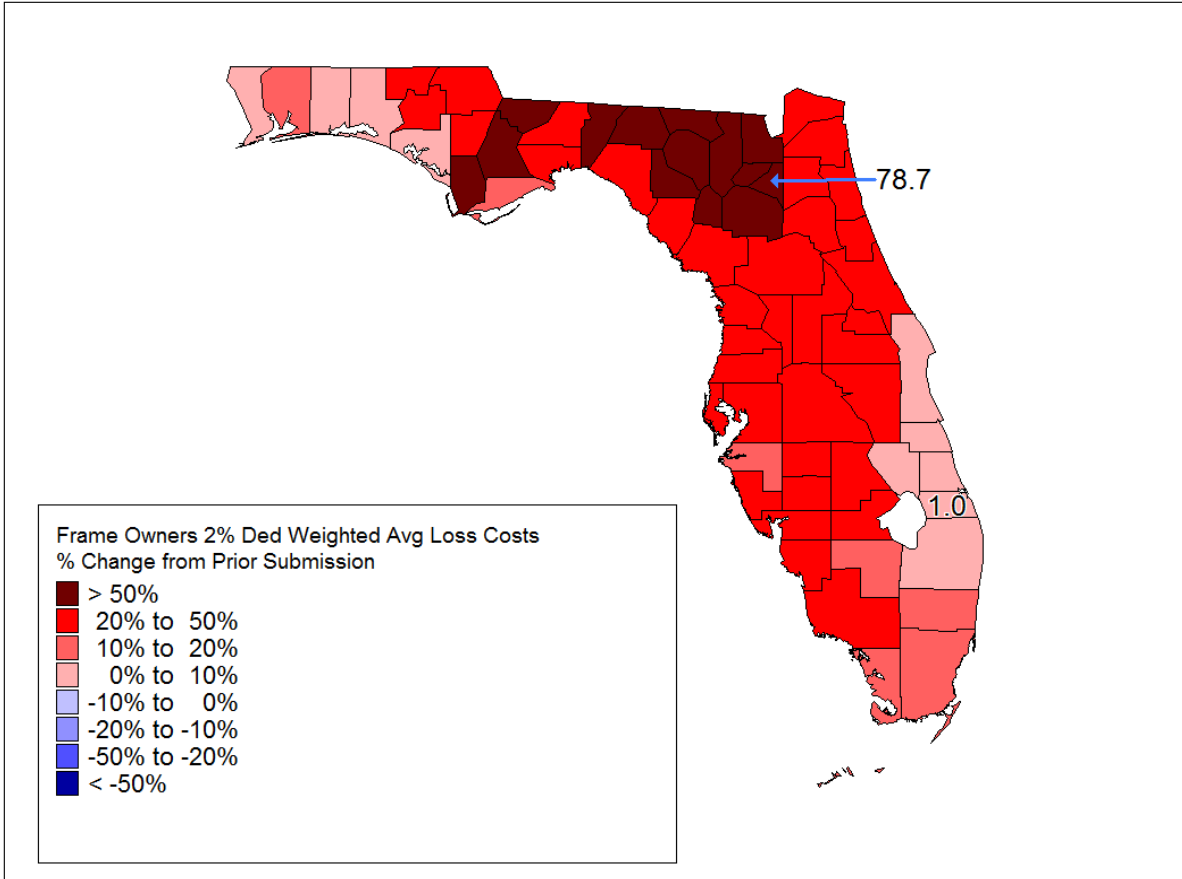 78.7
1.0
Frame Owners 2% Ded Weighted Avg Loss Costs
% Change from Prior Submission
> 50%
20% to 50%
10% to 20%
0% to 10%
-10% to 0%
-20% to -10%
-50% to -20%
< -50%